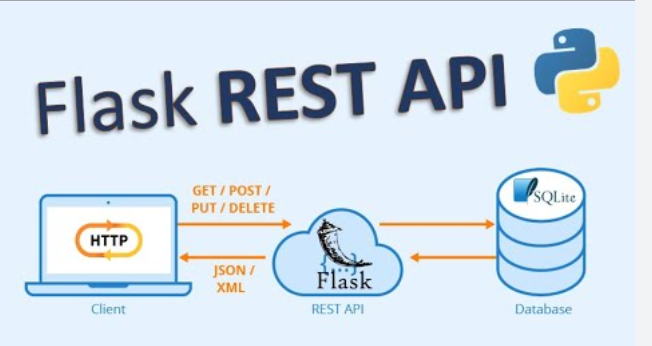 Flask REST API
GET / POST /
PUT / DELETE
SQLite
HTTP
{...}
Flask
JSON /
XML
Client
REST API
Database